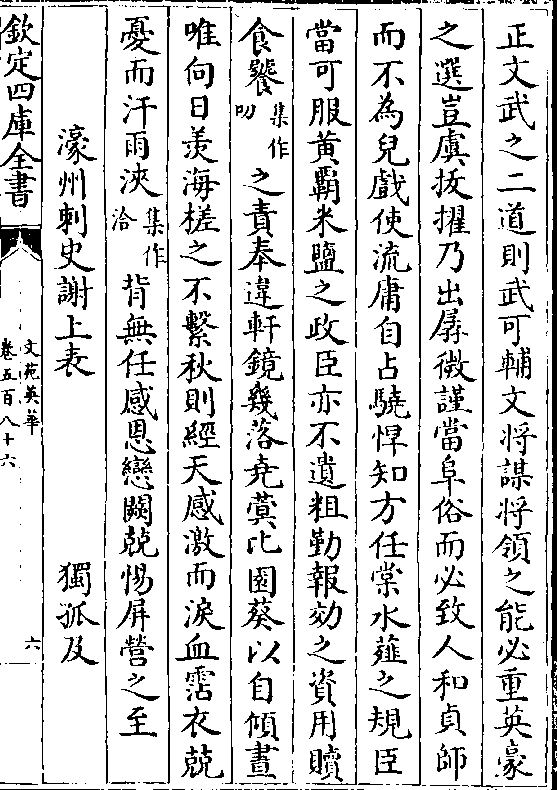 正文武之二道則武可輔文將謀將領之能必重英豪
之選豈虞拔擢乃出孱微謹當阜俗而必致人和貞師
而不為兒戲使流庸自占驍悍知方任棠水薤之規臣
當可服黃霸米鹽之政臣亦不遺粗勤報効之資用贖
食饕集作叨之責奉違軒鏡幾落堯蓂比園葵以自傾晝
唯向日羨海槎之不繫秋則經天感激而淚血霑衣兢
憂而汗雨浹集作洽背無任感恩戀闕兢惕屏營之至
濠州刺史謝上表 獨孤及
欽定四庫全書
文苑英華
卷五百八十六
六